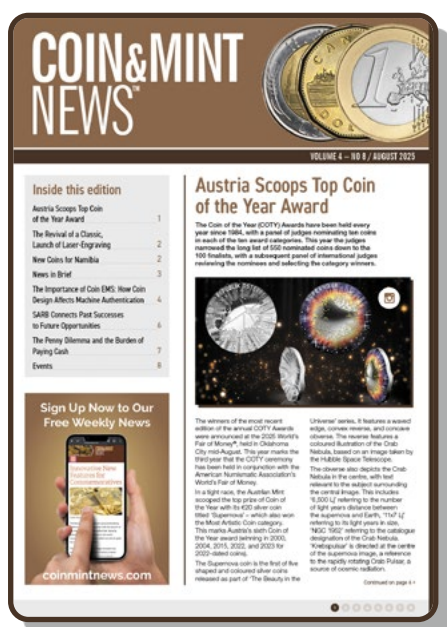 COIN&MINT
NEWS™
VOLUME 4 – NO 8 / AUGUST 2025
Inside this edition
Austria Scoops Top Coin
of the Year Award 1
The Revival of a Classic,
Launch of Laser-Engraving 2
New Coins for Namibia 2
News in Brief 3
The Importance of Coin EMS: How Coin
Design Affects Machine Authentication 4
SARB Connects Past Successes
to Future Opportunities 6
The Penny Dilemma and the Burden of
Paying Cash 7
Events 8
Sign Up Now to Our
Free Weekly News
Innovative New
Features for
Commemoratives
coinmintnews.com
Austria Scoops Top Coin
of the Year Award
The Coin of the Year (COTY) Awards have been held every
year since 1984, with a panel of judges nominating ten coins
in each of the ten award categories. This year the judges
narrowed the long list of 550 nominated coins down to the
100 finalists, with a subsequent panel of international judges
reviewing the nominees and selecting the category winners.
The winners of the most recent
edition of the annual COTY Awards
were announced at the 2025 World's
Fair of Money®, held in Oklahoma
City mid-August. This year marks the
third year that the COTY ceremony
has been held in conjunction with the
American Numismatic Association's
World's Fair of Money.
In a tight race, the Austrian Mint
scooped the top prize of Coin of
the Year with its €20 silver coin
titled 'Supernova' – which also won
the Most Artistic Coin category.
This marks Austria's sixth Coin of
the Year award (winning in 2000,
2004, 2015, 2022, and 2023 for
2022-dated coins).
The Supernova coin is the first of five
shaped and coloured silver coins
released as part of 'The Beauty in the
Universe' series. It features a waved
edge, convex reverse, and concave
obverse. The reverse features a
coloured illustration of the Crab
Nebula, based on an image taken by
the Hubble Space Telescope.
The obverse also depicts the Crab
Nebula in the centre, with text
relevant to the subject surrounding
the central image. This includes
'6,500 Lj' referring to the number
of light years distance between
the supernova and Earth, '11x7 Lj'
referring to its light years in size,
'NGC 1952' referring to the catalogue
designation of the Crab Nebula.
'Krebspulsar' is directed at the centre
of the supernova image, a reference
to the rapidly rotating Crab Pulsar, a
source of cosmic radiation.
Continued on page 4